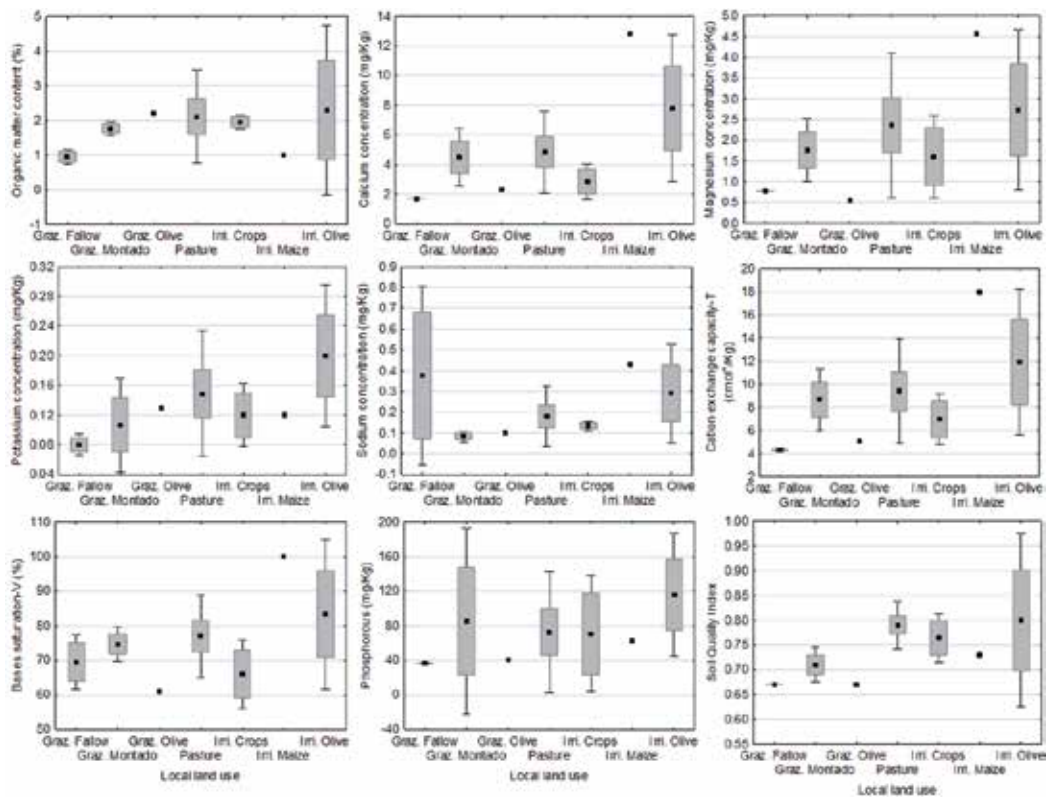 Organic matter content (%)
5
4
3
2
1
0
-1
Graz. Fallow Graz. Olive Irri. Crops Irri. Olive
Graz. Montado Pasture Irri. Maize
Calcium concentration (mg/Kg)
14
12
10
8
6
4
2
0
Graz. Fallow Graz. Olive Irri. Crops Irri. Olive
Graz. Montado Pasture Irri. Maize
Magnesium concentration (mg/Kg)
5.0
4.5
4.0
3.5
3.0
2.5
2.0
1.5
1.0
0.5
0.0
Graz. Fallow Graz. Olive Irri. Crops Irri. Olive
Graz. Montado Pasture Irri. Maize
Potassium concentration (mg/Kg)
0.32
0.28
0.24
0.20
0.16
0.12
0.08
0.04
Graz. Fallow Graz. Olive Irri. Crops Irri. Olive
Graz. Montado Pasture Irri. Maize
Sodium concentration (mg/Kg)
0.9
0.8
0.7
0.6
0.5
0.4
0.3
0.2
0.1
0.0
-0.1
Graz. Fallow Graz. Olive Irri. Crops Irri. Olive
Graz. Montado Pasture Irri. Maize
Cation exchange capacity-T
(cmol⁺/Kg)
20
18
16
14
12
10
8
6
4
2
Graz. Fallow Graz. Olive Irri. Crops Irri. Olive
Graz. Montado Pasture Irri. Maize
Bases saturation-V (%)
110
100
90
80
70
60
50
Graz. Fallow Graz. Olive Irri. Crops Irri. Olive
Graz. Montado Pasture Irri. Maize
Local land use
Phosphorous (mg/Kg)
200
160
120
80
40
0
-40
Graz. Fallow Graz. Olive Irri. Crops Irri. Olive
Graz. Montado Pasture Irri. Maize
Local land use
Soil Quality Index
1.00
0.95
0.90
0.85
0.80
0.75
0.70
0.65
0.60
0.55
Graz. Fallow Graz. Olive Irri. Crops Irri. Olive
Graz. Montado Pasture Irri. Maize
Local land use